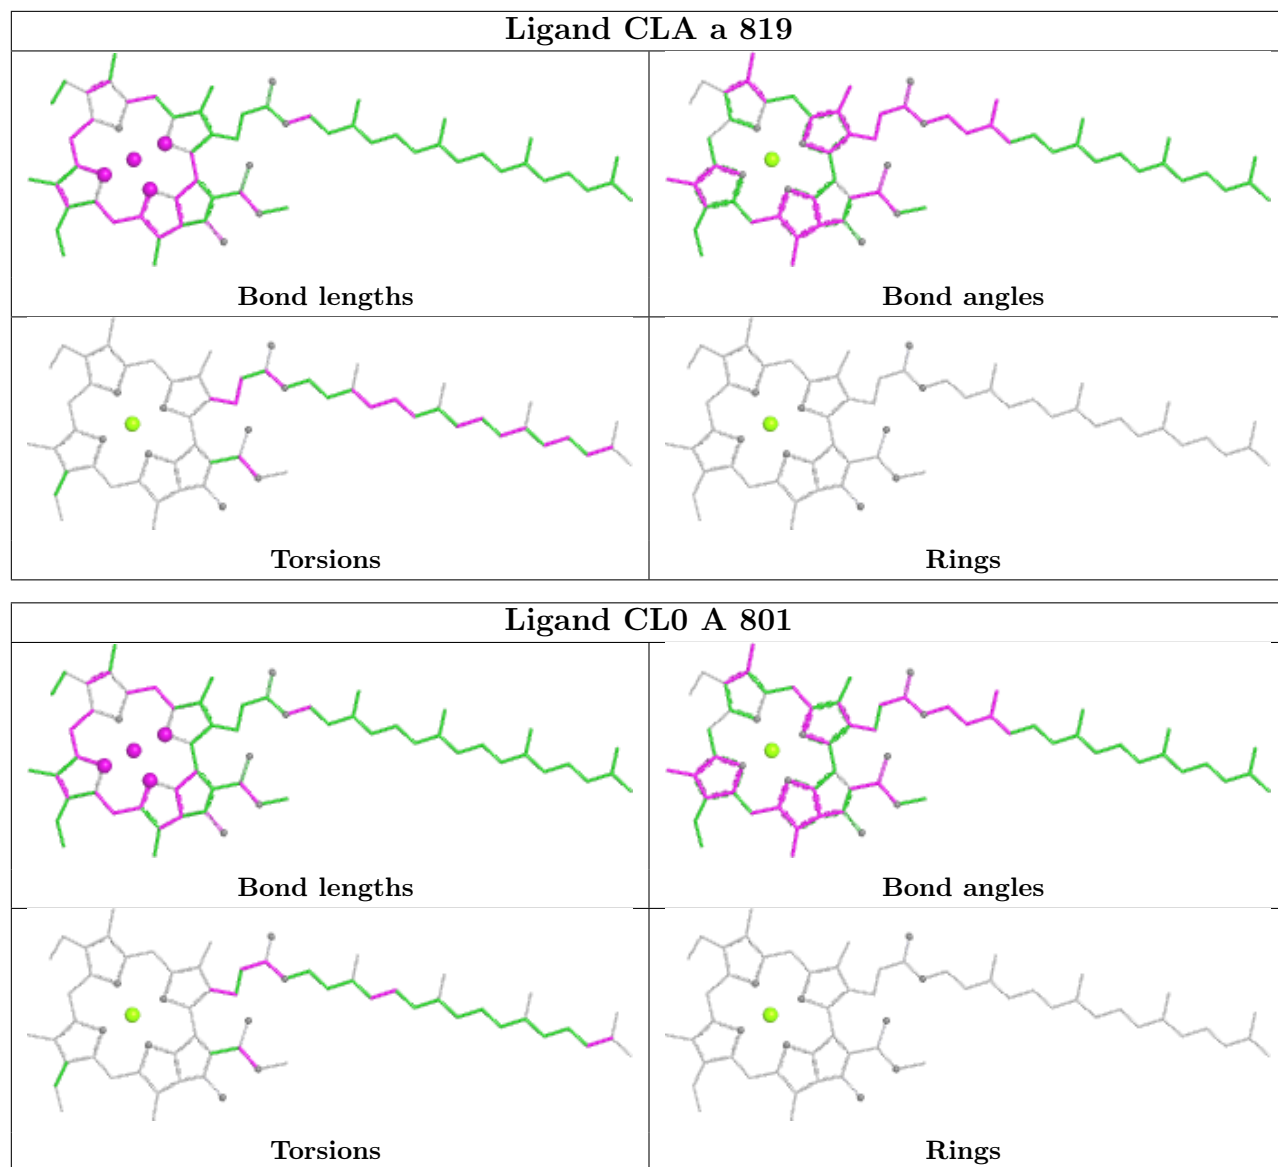 Ligand CLA a 819
Bond lengths
Bond angles
Torsions
Rings
Ligand CL0 A 801
Bond lengths
Bond angles
Torsions
Rings